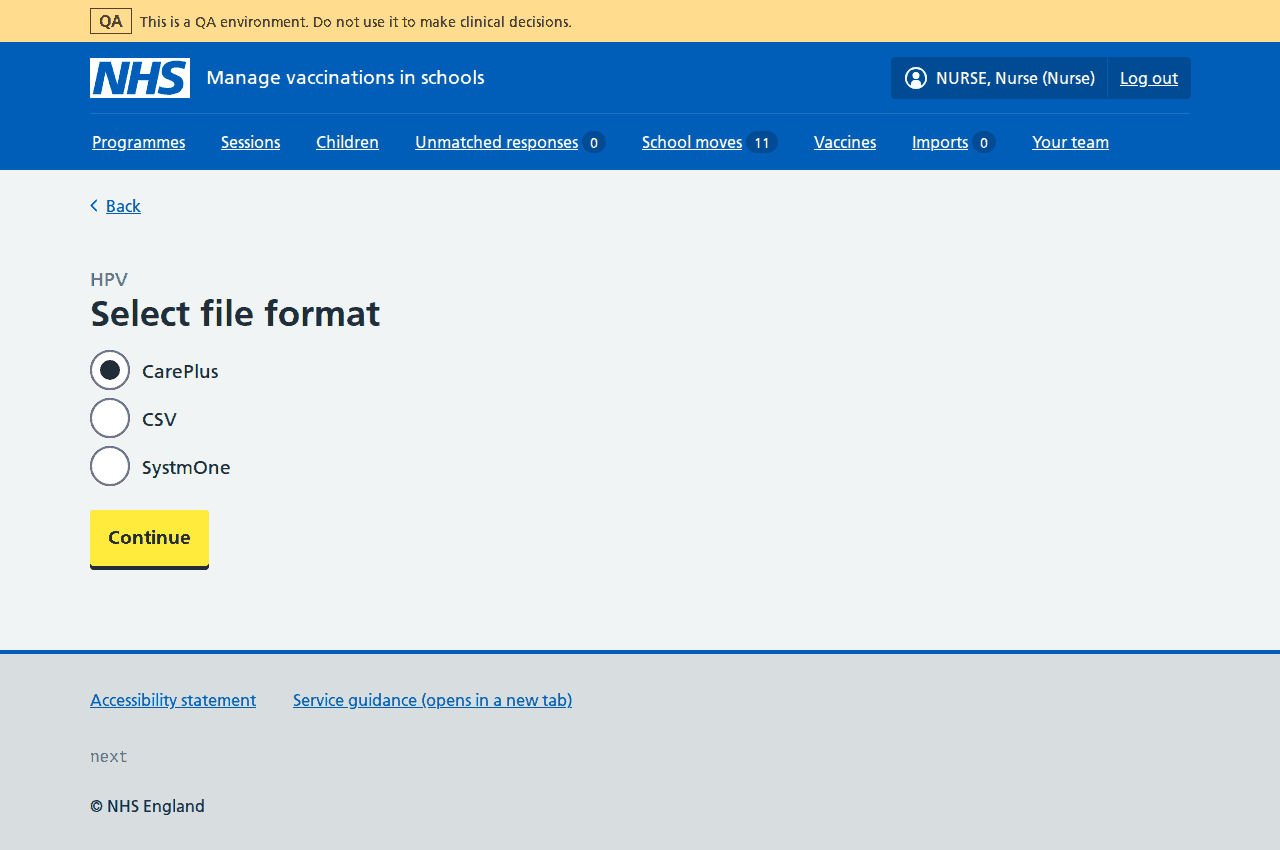 QA This is a QA environment. Do not use it to make clinical decisions.
NHS Manage vaccinations in schools NURSE, Nurse (Nurse) Log out
Programmes Sessions Children Unmatched responses 0 School moves 11 Vaccines Imports 0 Your team
Back
HPV
Select file format
CarePlus
CSV
SystmOne
Continue
Accessibility statement Service guidance (opens in a new tab)
next
© NHS England